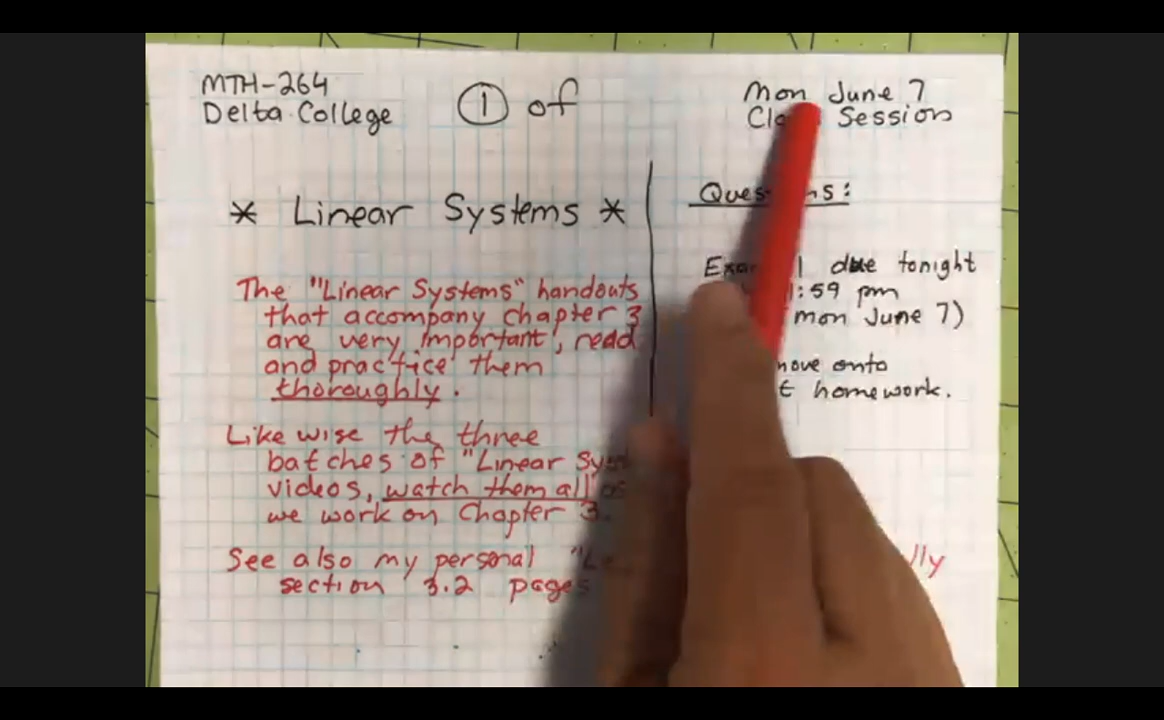 MTH-264
Delta College
① of
Mon June 7
Session
* Linear Systems *
The "Linear Systems" handouts
that accompany chapter 3
are very important, read
and practice them
thoroughly.
Like wise the three
batches of "Linear
videos, watch them all
we work on Chapter 3.
See also my personal
section 3.2 pages
due tonight
:59 pm
mon June 7)
onto
homework.